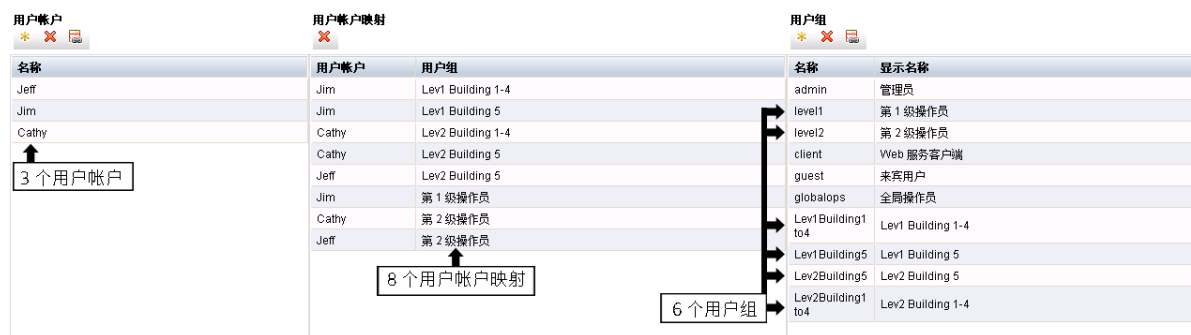 用户帐户
用户帐户映射
用户组
名称
用户帐户 用户组
名称 显示名称
Jeff
Jim
Cathy
3 个用户帐户
Jim Lev1 Building 1-4
Jim Lev1 Building 5
Cathy Lev2 Building 1-4
Cathy Lev2 Building 5
Jeff Lev2 Building 5
Jim 第 1 级操作员
Cathy 第 2 级操作员
Jeff 第 2 级操作员
8 个用户帐户映射
admin 管理员
level1 第 1 级操作员
level2 第 2 级操作员
client Web 服务客户端
guest 来宾用户
globalops 全局操作员
Lev1Building1
to4 Lev1 Building 1-4
Lev1Building5 Lev1 Building 5
Lev2Building5 Lev2 Building 5
Lev2Building1
to4 Lev2 Building 1-4
6 个用户组